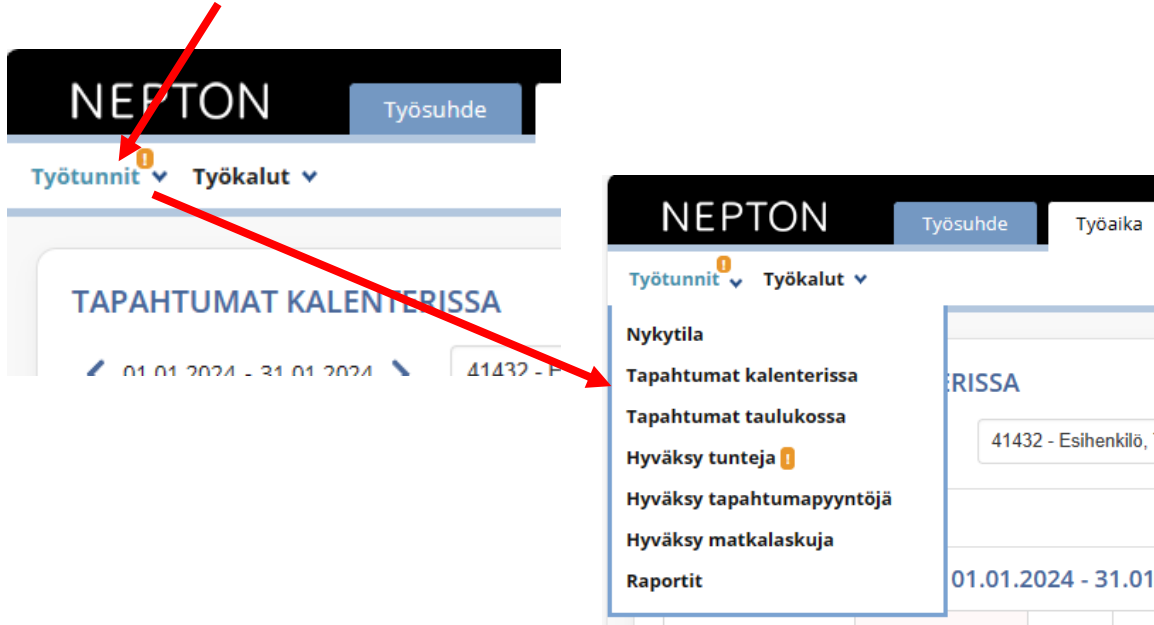 NEPTON
Työsuhde
Työtunnit ! Työkalut
TAPAHTUMAT KALENTERISSA
01.01.2024 - 31.01.2024
41432 - E
NEPTON
Työsuhde
Työaika
Työtunnit ! Työkalut
Nykytila
Tapahtumat kalenterissa
Tapahtumat taulukossa
Hyväksy tunteja !
Hyväksy tapahtumapyyntöjä
Hyväksy matkalaskuja
Raportit
ERISSA
41432 - Esihenkilö,
01.01.2024 - 31.01